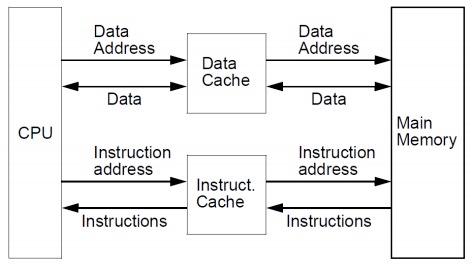 Data
Address
Data
Address
Data
Cache
Data
Data
CPU
Main
Memory
Instruction
address
Instruction
address
Instruct.
Cache
Instructions
Instructions